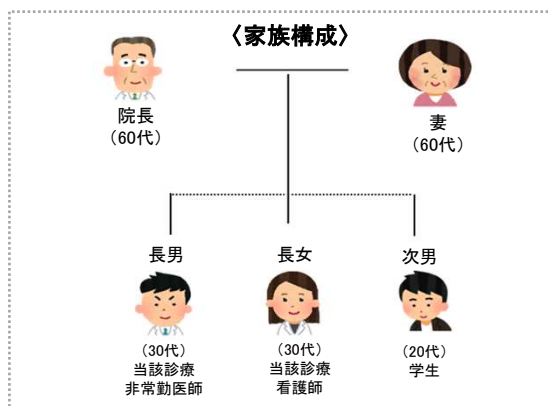 〈家族構成〉
院長
（60代）
妻
（60代）
長男
長女
次男
（30代）
当該診療
非常勤医師
（30代）
当該診療
看護師
（20代）
学生